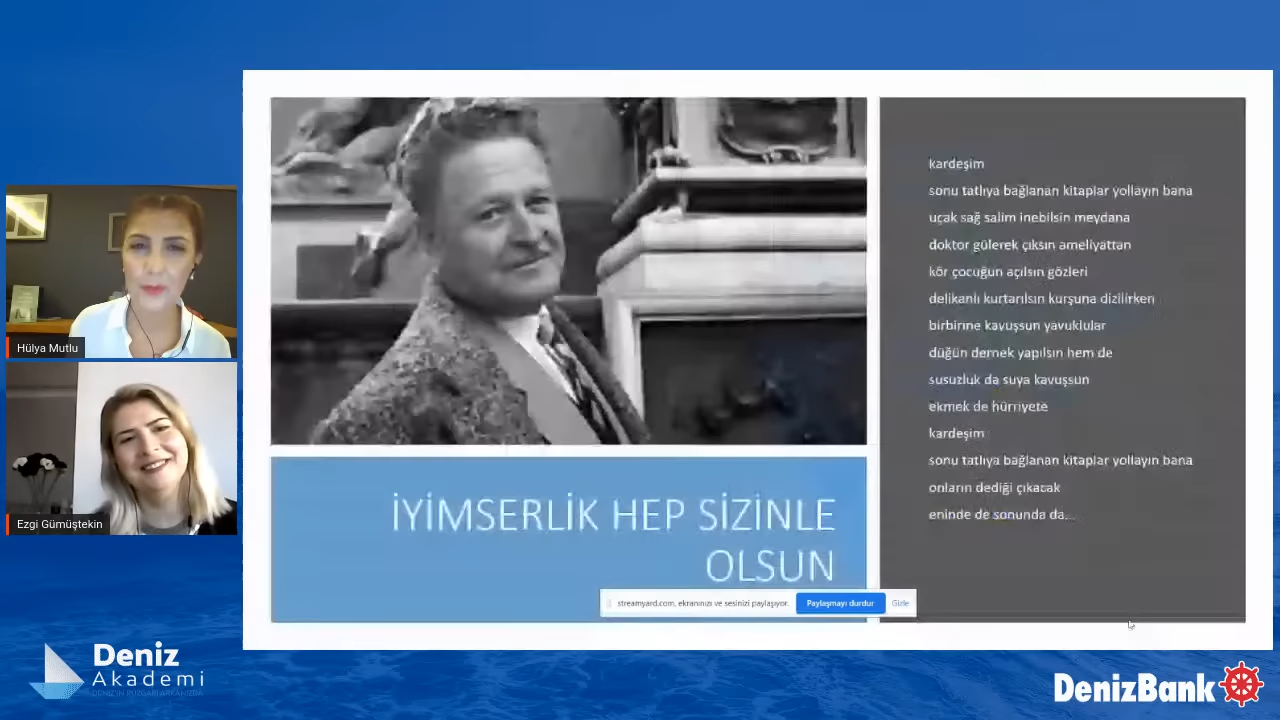 kardeşim
sonu tatlıya bağlanan kitaplar yollayın bana
uçak sağ salim inebilsin meydana
doktor gülerek çıksın ameliyattan
kör çocuğun açılsın gözleri
delikanlı kurtarılsın kurşuna dizilirken
birbirine kavuşsun yavuklular
düğün dernek yapılsın hem de
susuzluk da suya kavuşsun
ekmek de hürriyete
kardeşim
sonu tatlıya bağlanan kitaplar yollayın bana
onların dediği çıkacak
eninde de sonunda da...
İYİMSERLİK HEP SİZİNLE
OLSUN
streamyard.com, ekranınızı ve sesinizi paylaşıyor.
Paylaşmayı durdur
Gizle
Hülya Mutlu
Ezgi Gümüştekin
Deniz
Akademi
DENİZ'İN RÜZGARI ARKANIZDA
DenizBank